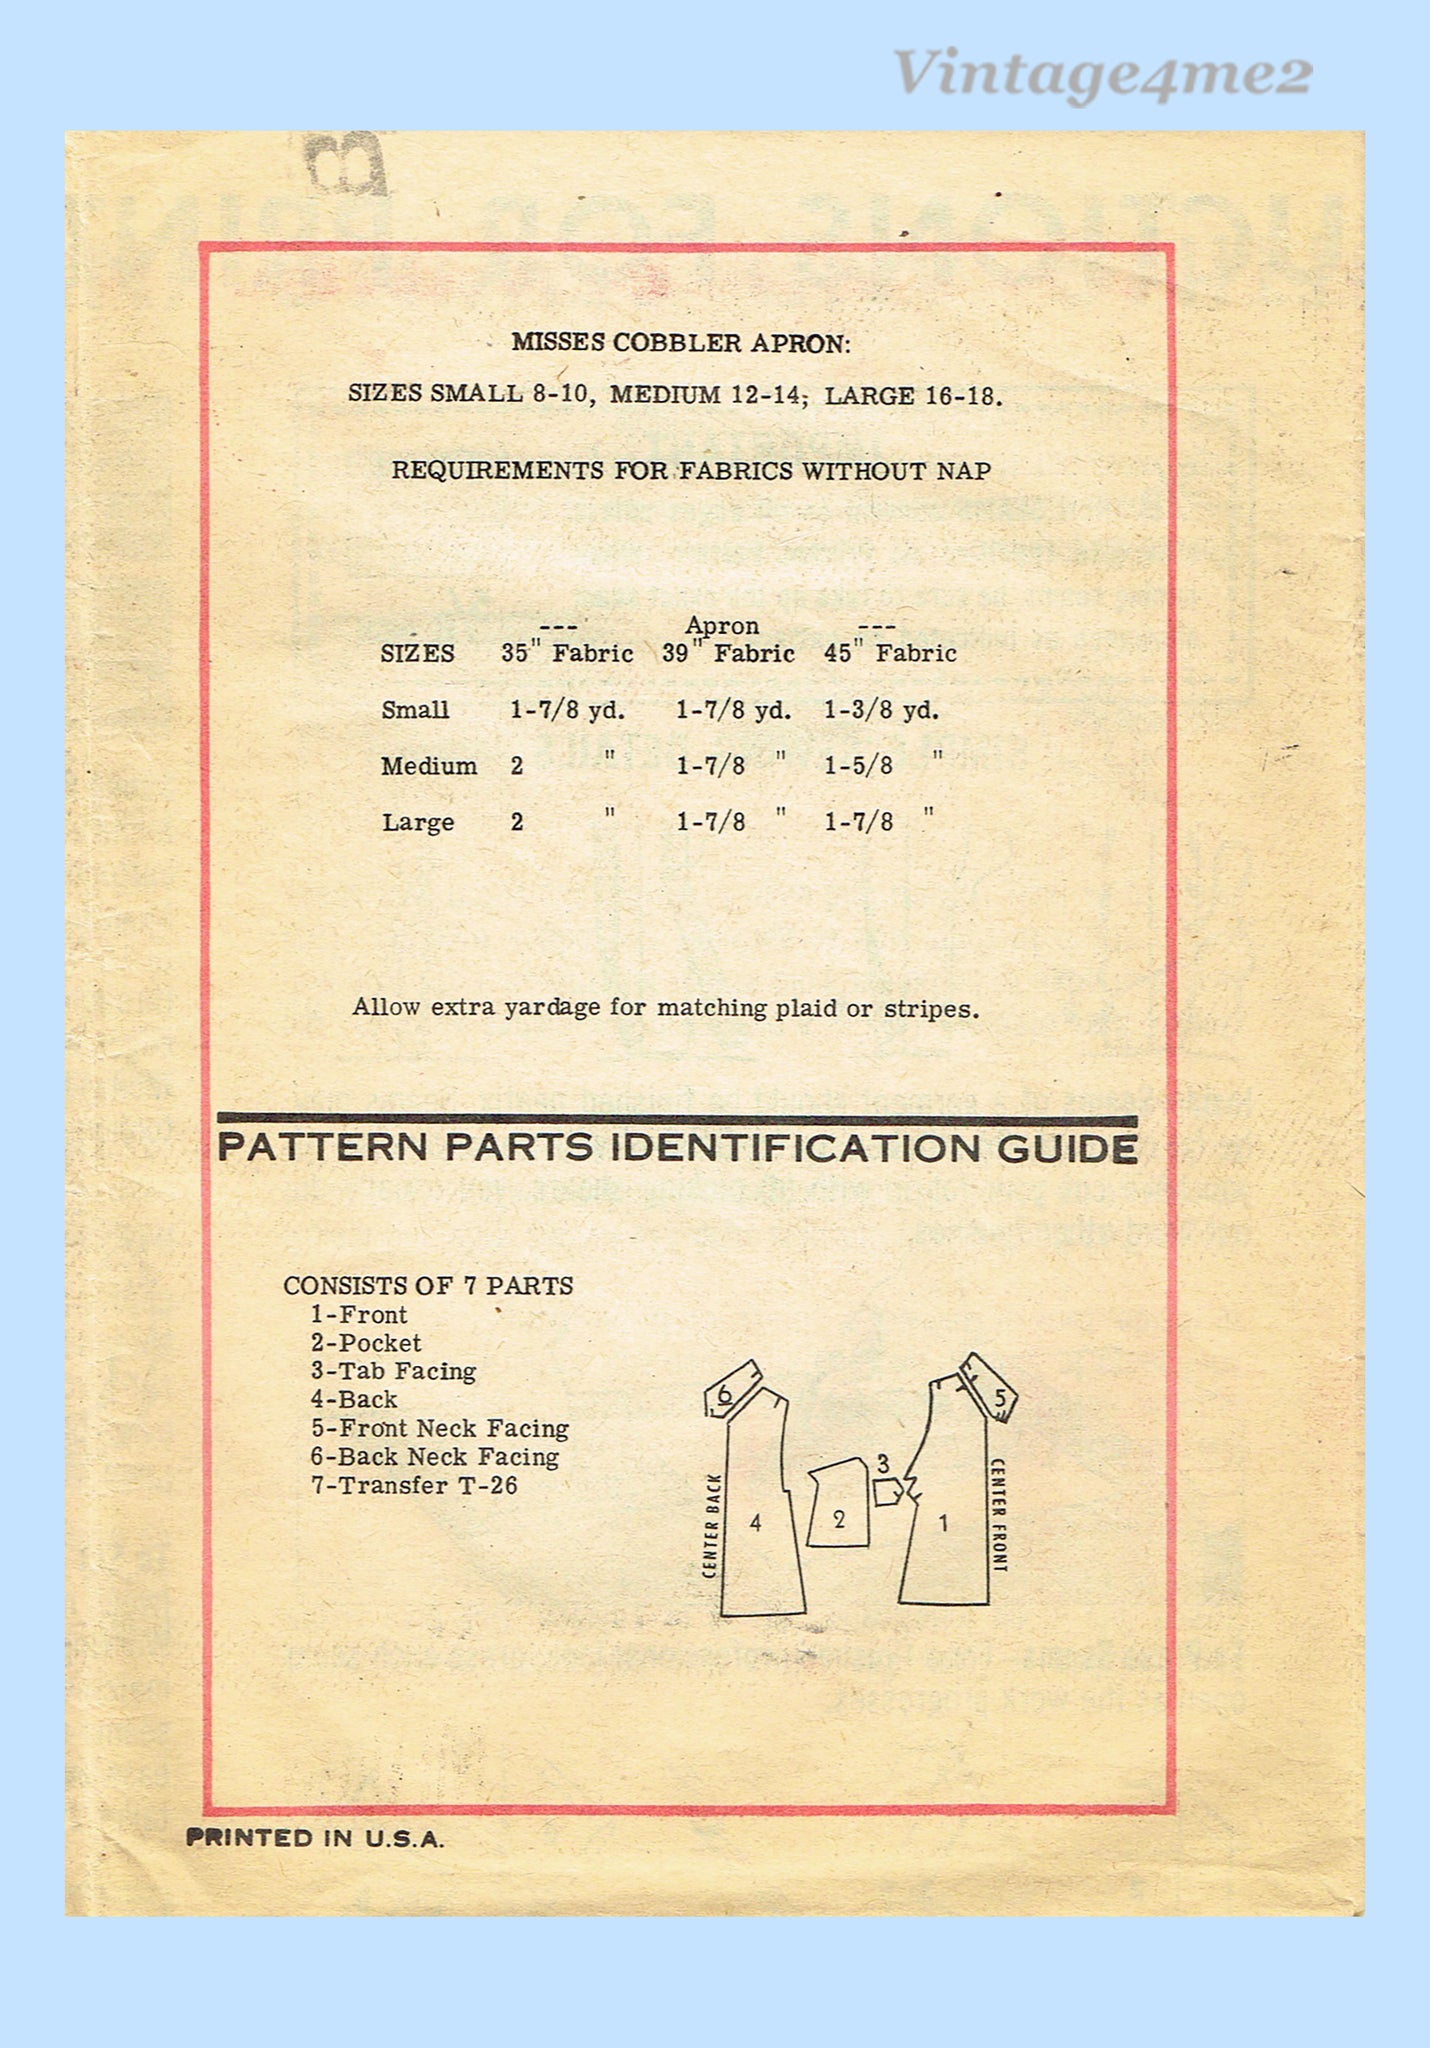 Vintage4me2
B
MISSES COBBLER APRON:
SIZES SMALL 8-10, MEDIUM 12-14; LARGE 16-18.
REQUIREMENTS FOR FABRICS WITHOUT NAP
--- Apron ---
SIZES 35" Fabric 39" Fabric 45" Fabric
Small 1-7/8 yd. 1-7/8 yd. 1-3/8 yd.
Medium 2 " 1-7/8 " 1-5/8 "
Large 2 " 1-7/8 " 1-7/8 "
Allow extra yardage for matching plaid or stripes.
PATTERN PARTS IDENTIFICATION GUIDE
CONSISTS OF 7 PARTS
1-Front
2-Pocket
3-Tab Facing
4-Back
5-Front Neck Facing
6-Back Neck Facing
7-Transfer T-26
6
5
3
CENTER BACK
4
2
1
CENTER FRONT
PRINTED IN U.S.A.